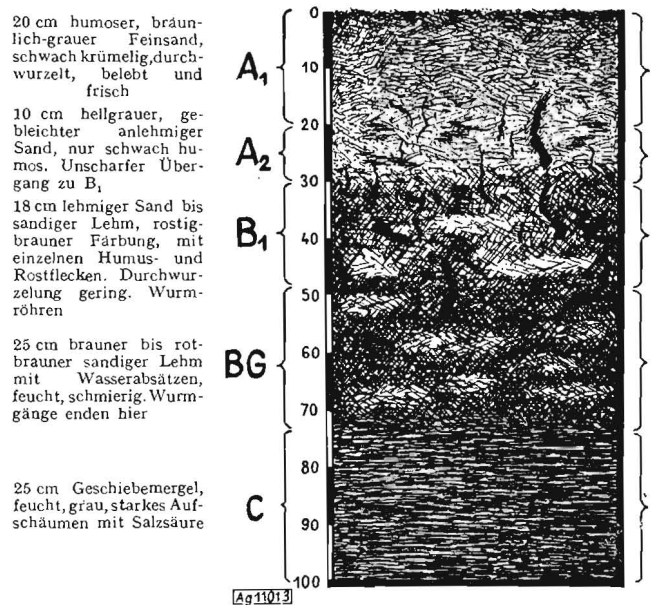 20 cm humoser, bräun-
lich-grauer Feinsand,
schwach krümelig,durch-
wurzelt, belebt und
frisch
10 cm hellgrauer, ge-
bleichter anlehmiger
Sand, nur schwach hu-
mos. Unscharfer Über-
gang zu B₁
18 cm lehmiger Sand bis
sandiger Lehm, rostig-
brauner Färbung, mit
einzelnen Humus- und
Rostflecken. Durchwur-
zelung gering. Wurm-
röhren
25 cm brauner bis rot-
brauner sandiger Lehm
mit Wasserabsätzen,
feucht, schmierig. Wurm-
gänge enden hier
25 cm Geschiebemergel,
feucht, grau, starkes Auf-
schäumen mit Salzsäure
A₁
A₂
B₁
BG
C
0
10
20
30
40
50
60
70
80
90
100
Ag 11013